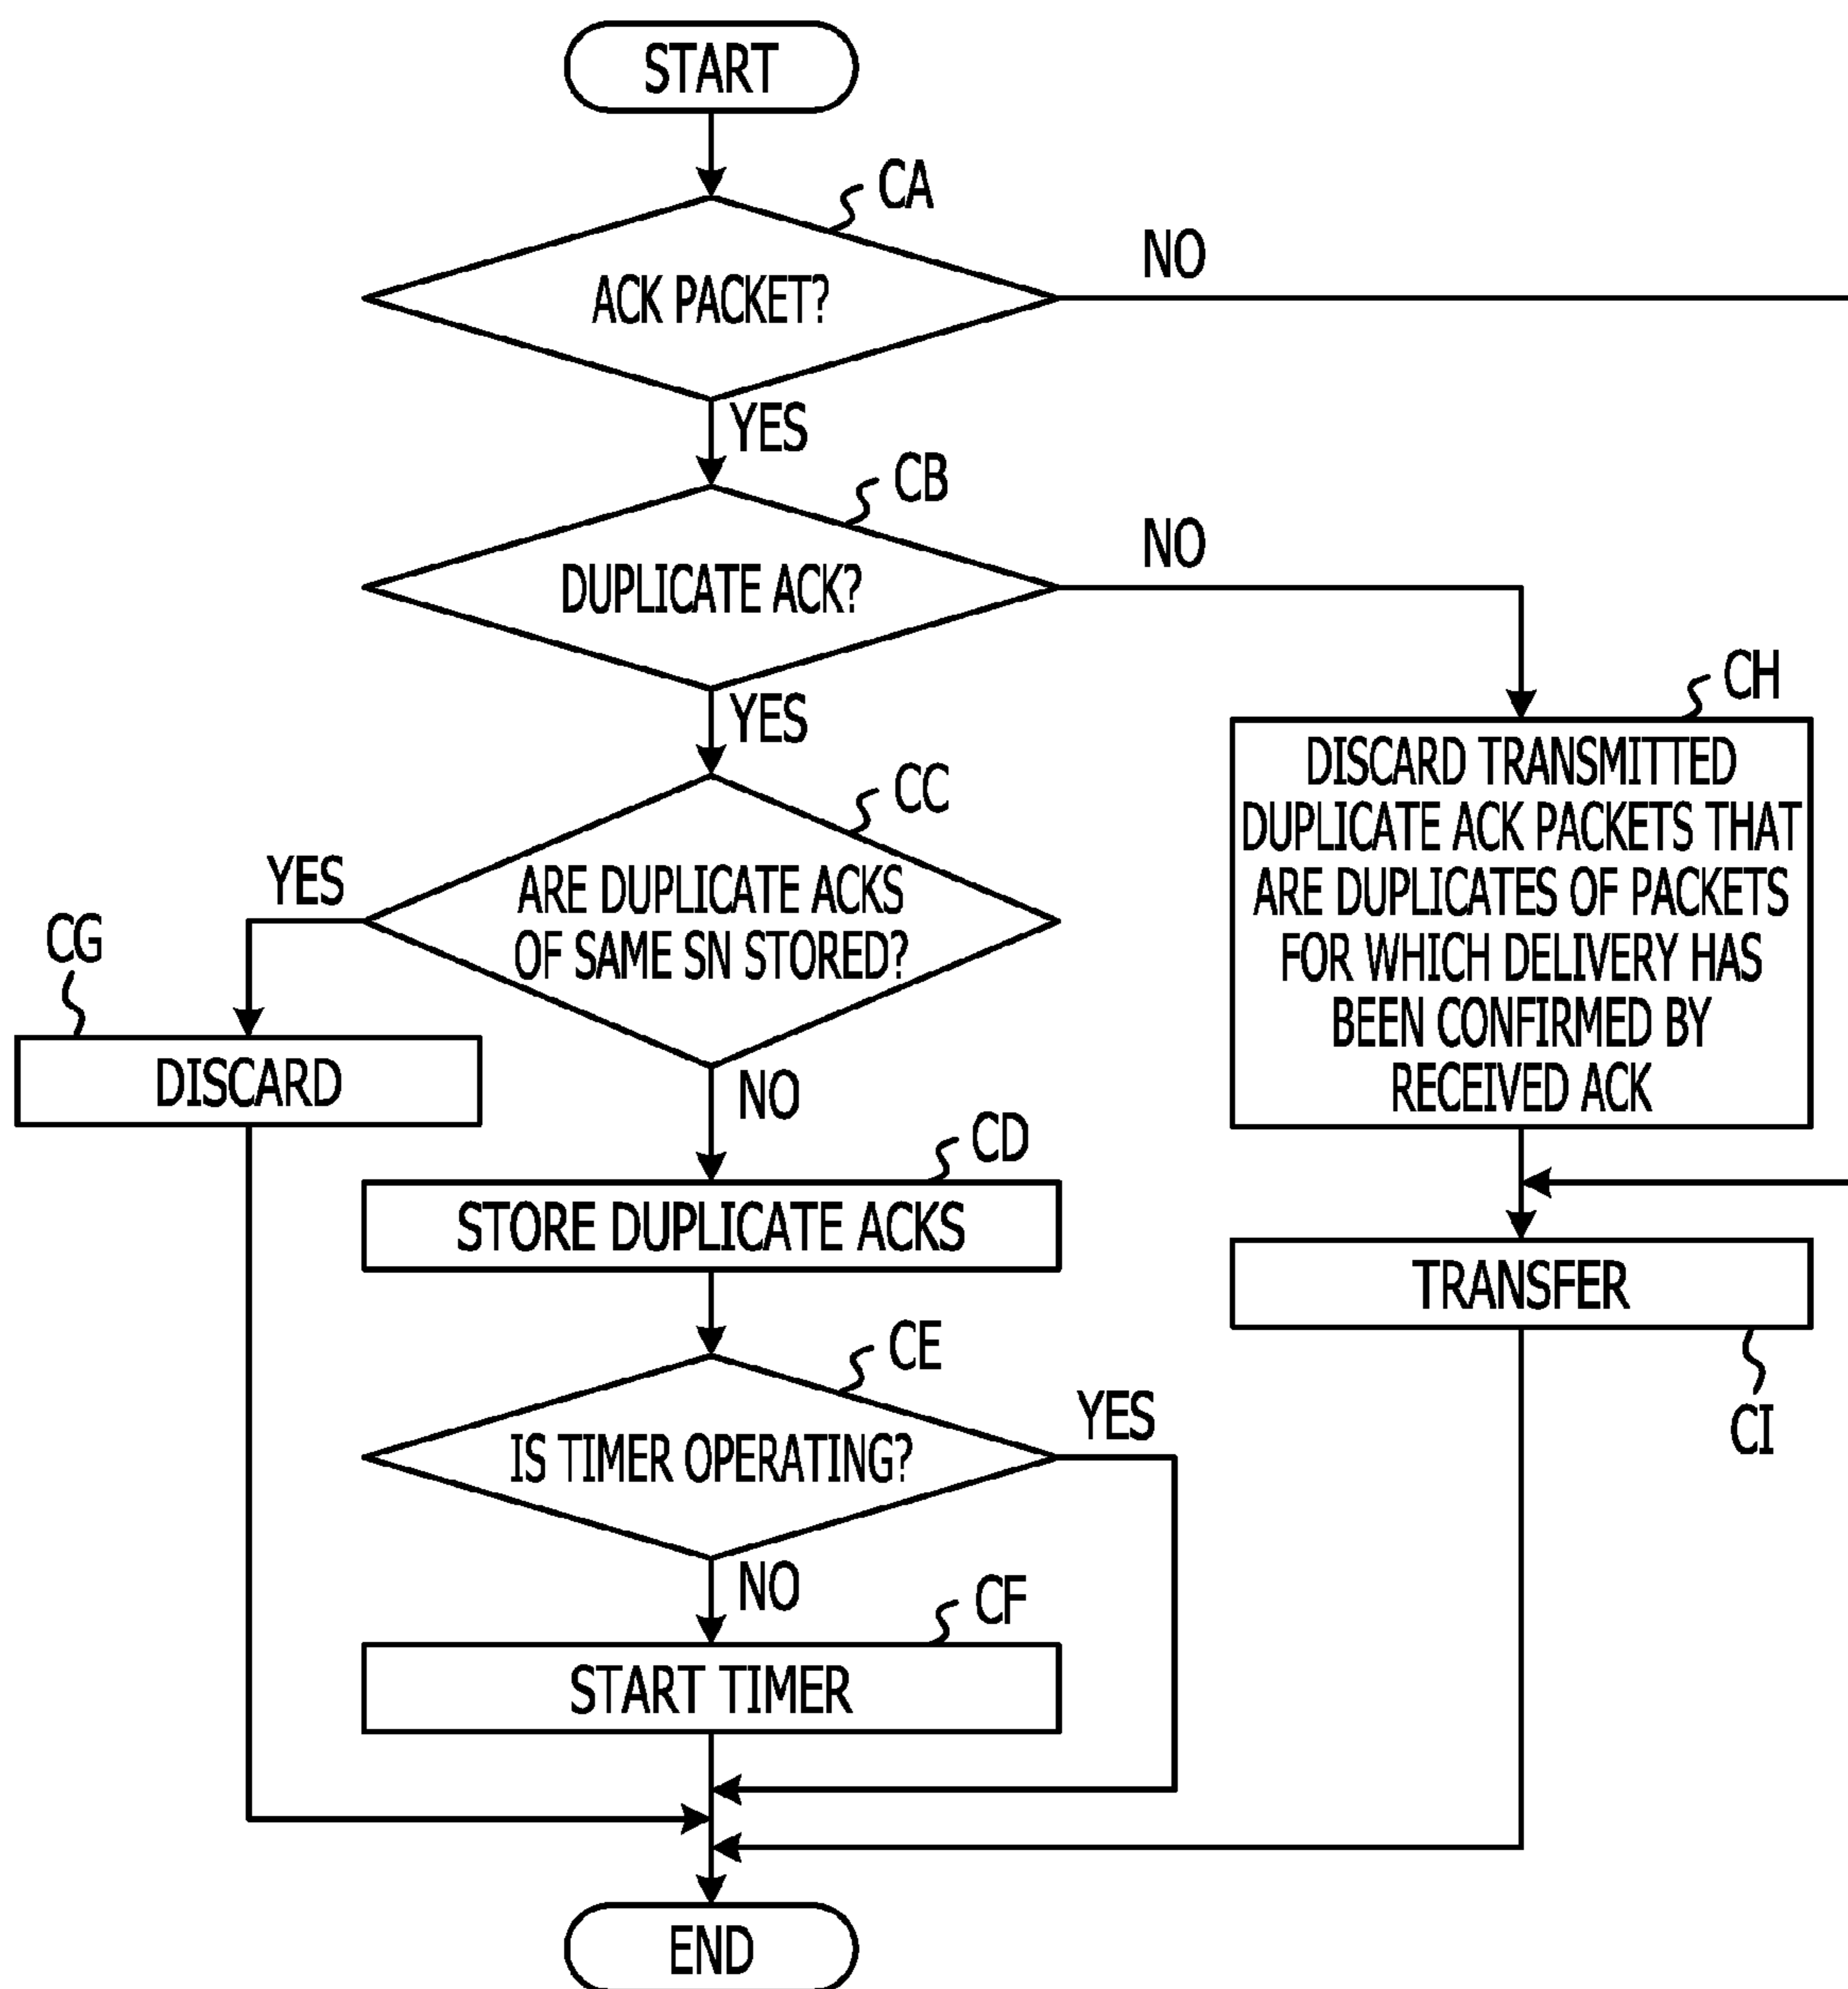 START
CA
ACK PACKET?
NO
YES
CB
DUPLICATE ACK?
NO
YES
CC
ARE DUPLICATE ACKS
OF SAME SN STORED?
YES
CG
DISCARD
NO
CH
DISCARD TRANSMITTED
DUPLICATE ACK PACKETS THAT
ARE DUPLICATES OF PACKETS
FOR WHICH DELIVERY HAS
BEEN CONFIRMED BY
RECEIVED ACK
CD
STORE DUPLICATE ACKS
TRANSFER
CI
CE
IS TIMER OPERATING?
YES
NO
CF
START TIMER
END